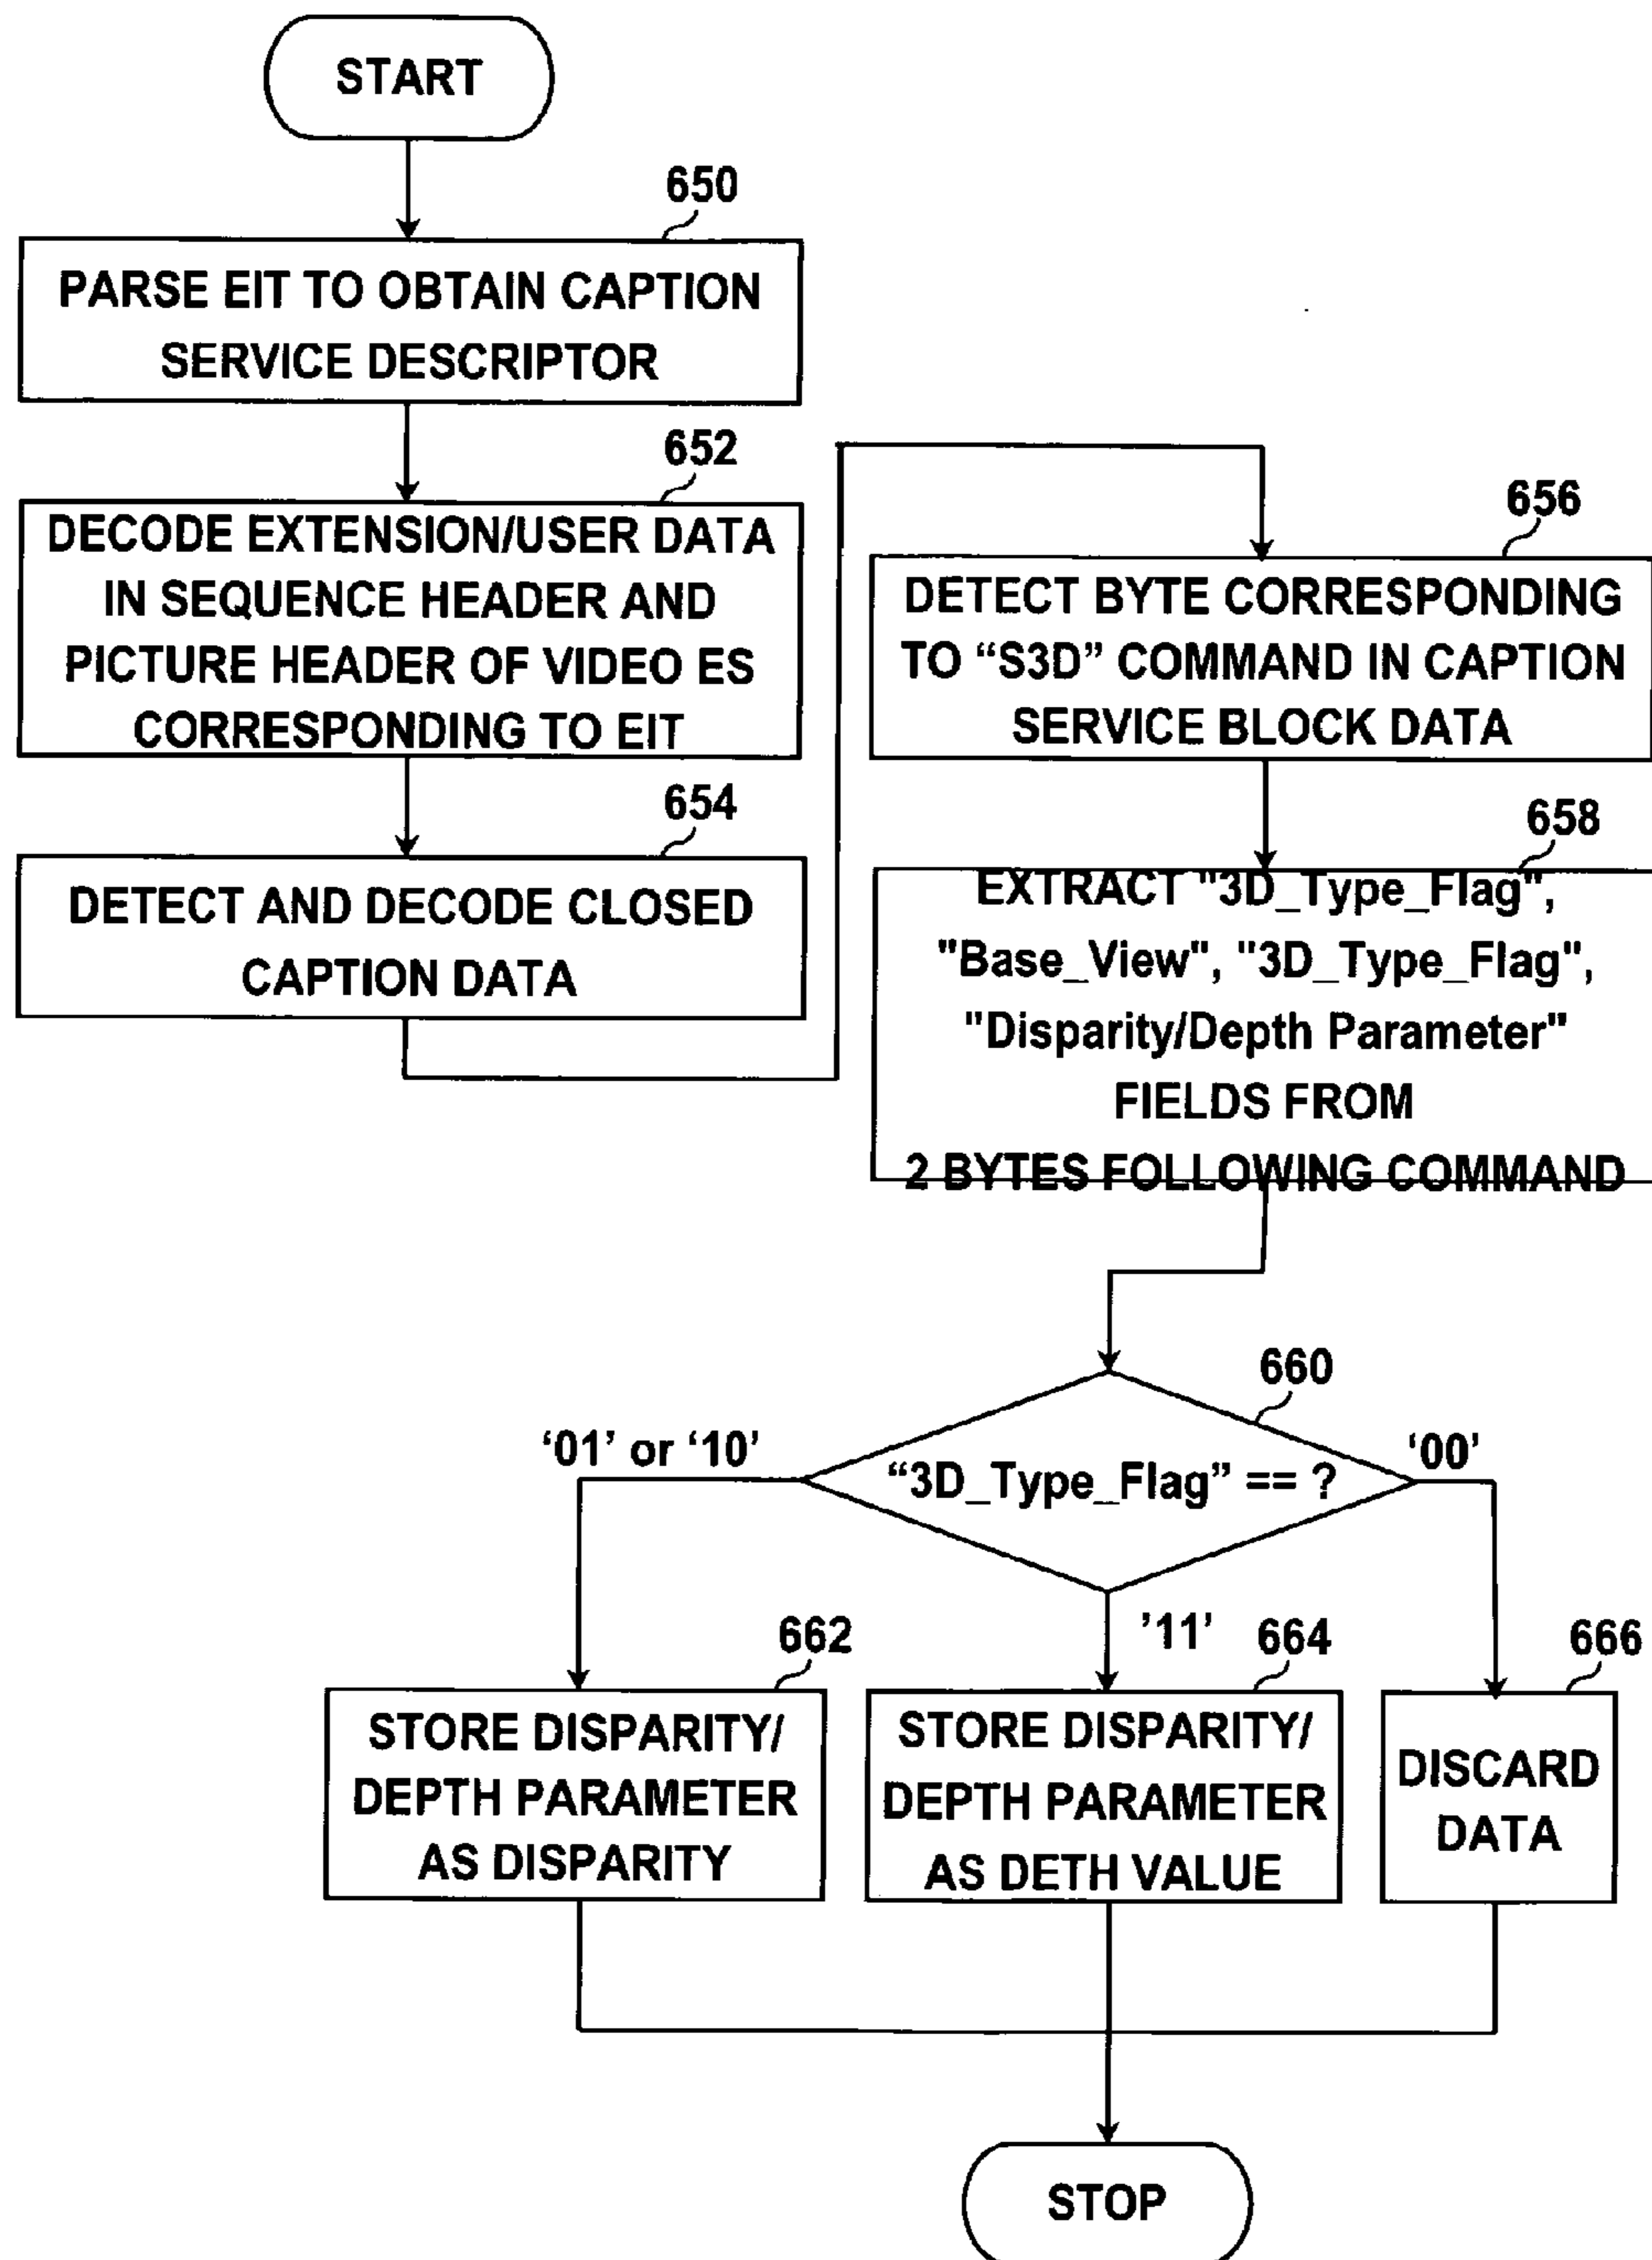 START
650
PARSE EIT TO OBTAIN CAPTION
SERVICE DESCRIPTOR
652
DECODE EXTENSION/USER DATA
IN SEQUENCE HEADER AND
PICTURE HEADER OF VIDEO ES
CORRESPONDING TO EIT
654
DETECT AND DECODE CLOSED
CAPTION DATA
656
DETECT BYTE CORRESPONDING
TO “S3D” COMMAND IN CAPTION
SERVICE BLOCK DATA
658
EXTRACT "3D_Type_Flag",
"Base_View", "3D_Type_Flag",
"Disparity/Depth Parameter"
FIELDS FROM
2 BYTES FOLLOWING COMMAND
660
“3D_Type_Flag” == ?
‘01’ or ‘10’
662
STORE DISPARITY/
DEPTH PARAMETER
AS DISPARITY
’11’
664
STORE DISPARITY/
DEPTH PARAMETER
AS DETH VALUE
‘00’
666
DISCARD
DATA
STOP